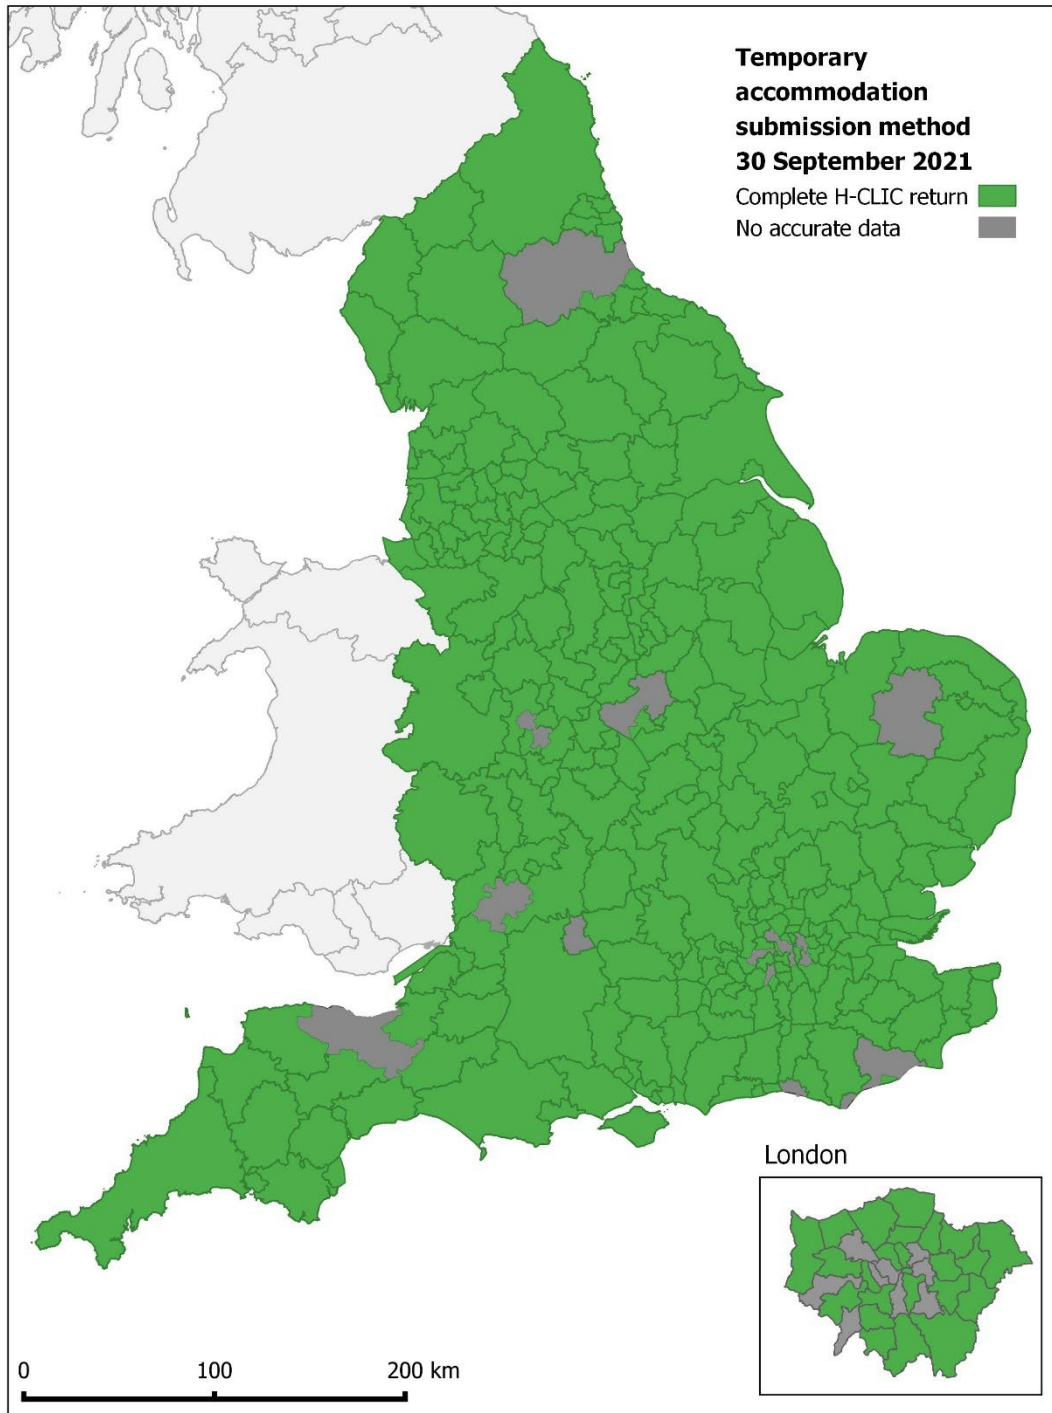 Temporary
accommodation
submission method
30 September 2021
Complete H-CLIC return
No accurate data
London
0 100 200 km